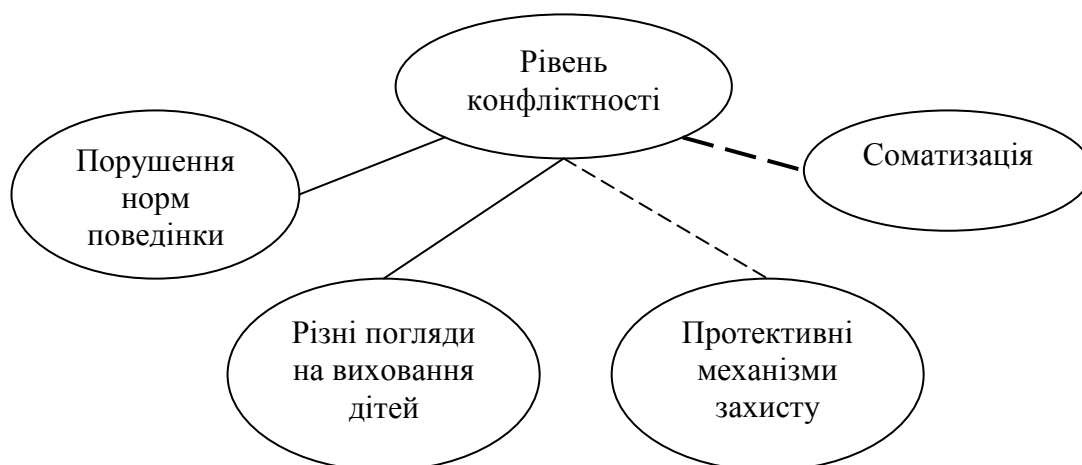 Рівень
конфліктності
Порушення
норм
поведінки
Соматизація
Різні погляди
на виховання
дітей
Протективні
механізми
захисту